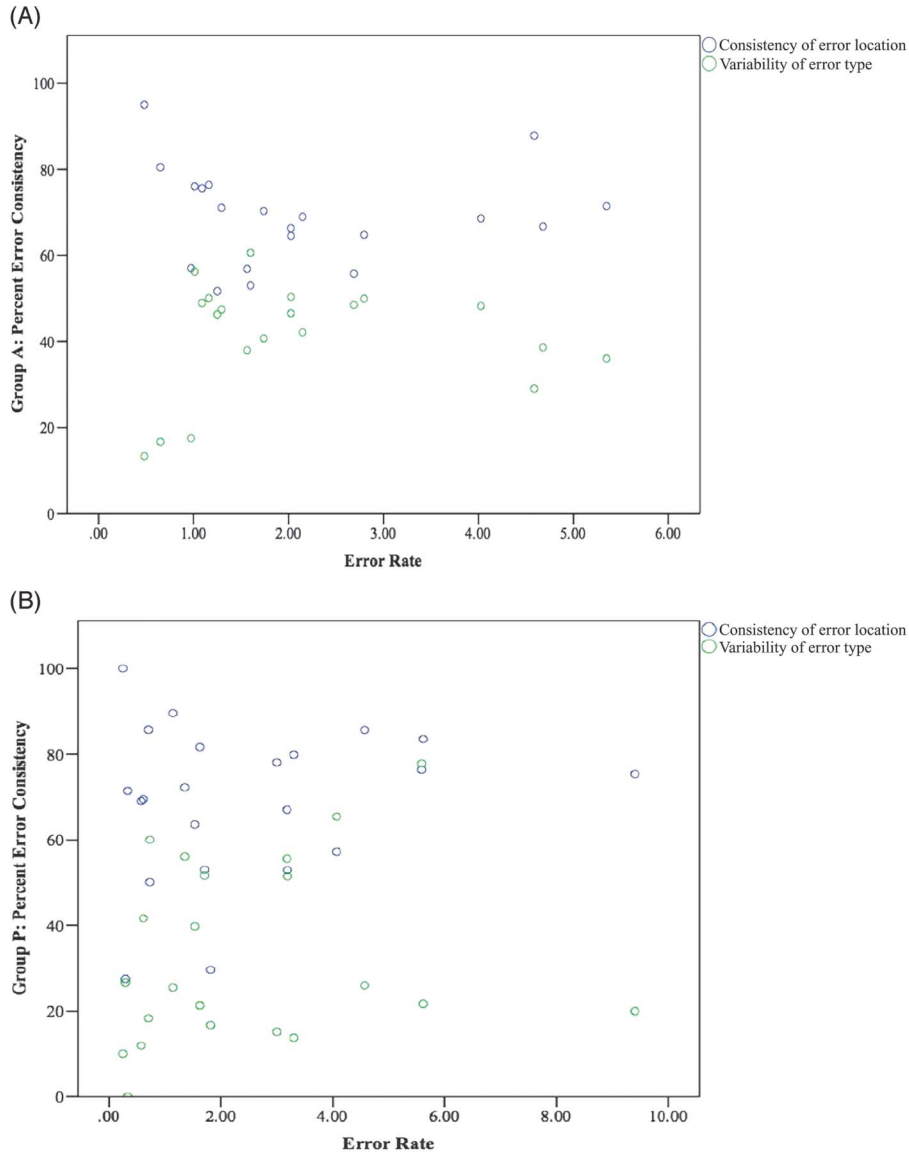 (A)
Consistency of error location
Variability of error type
100
80
60
40
20
0
Group A: Percent Error Consistency
.00 1.00 2.00 3.00 4.00 5.00 6.00
Error Rate
(B)
Consistency of error location
Variability of error type
100
80
60
40
20
0
Group P: Percent Error Consistency
.00 2.00 4.00 6.00 8.00 10.00
Error Rate